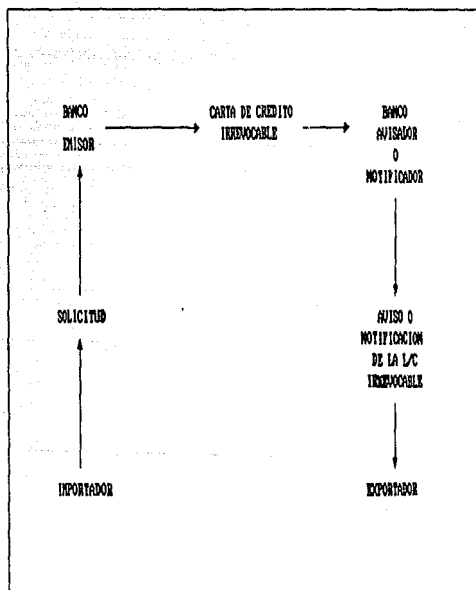 BANCO
EMISOR
CARTA DE CREDITO
IRREVOCABLE
BANCO
AVISADOR
O
NOTIFICADOR
SOLICITUD
AVISO O
NOTIFICACION
DE LA L/C
IRREVOCABLE
IMPORTADOR
EXPORTADOR